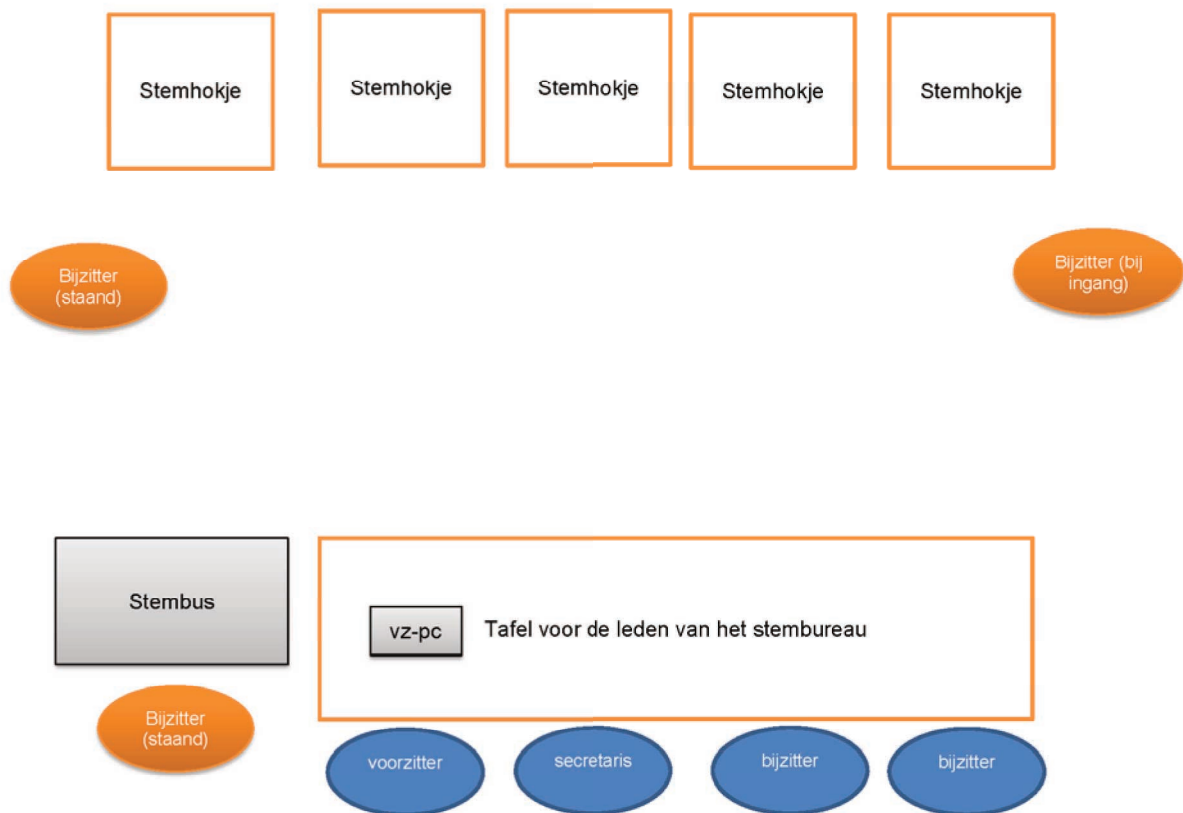 Stemhokje
Stemhokje
Stemhokje
Stemhokje
Stemhokje
Bijzitter
(staand)
Bijzitter (bij
ingang)
Stembus
vz-pc
Tafel voor de leden van het stembureau
Bijzitter
(staand)
voorzitter
secretaris
bijzitter
bijzitter